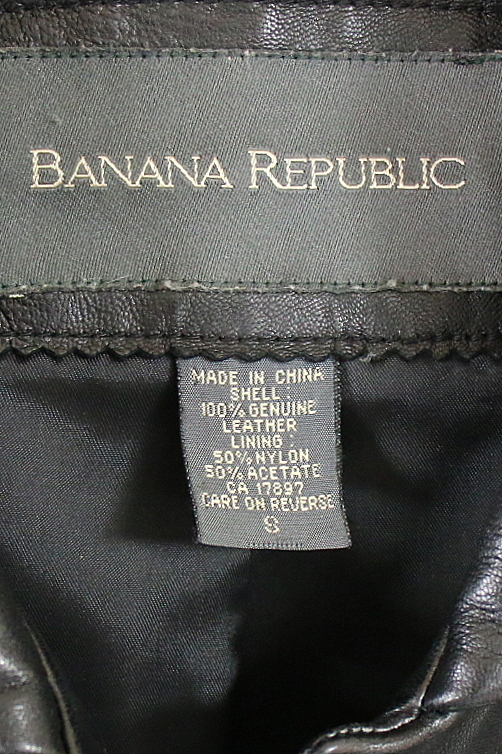 BANANA REPUBLIC
MADE IN CHINA
SHELL:
100% GENUINE
LEATHER
LINING:
50% NYLON
50% ACETATE
CA 17897
CARE ON REVERSE
S